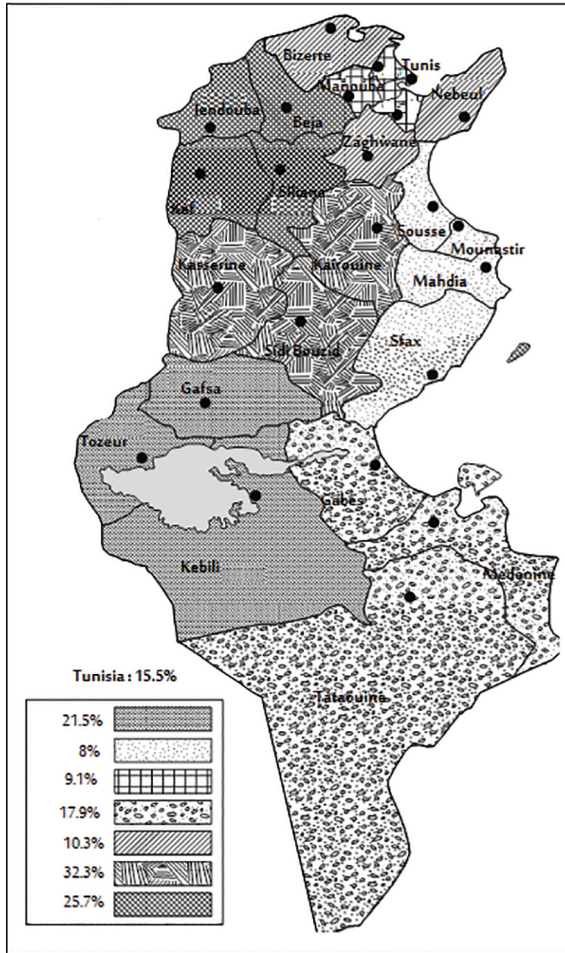 Bizerte
Tunis
Manouba
Nebeul
Jendouba
Beja
Zaghwane
Siliana
Kef
Sousse
Mounastir
Kasserine
Kairouine
Mahdia
Sidi Bouzid
Sfax
Gafsa
Tozeur
Gabes
Kebili
Medenine
Tataouine
Tunisia : 15.5%
21.5%
8%
9.1%
17.9%
10.3%
32.3%
25.7%